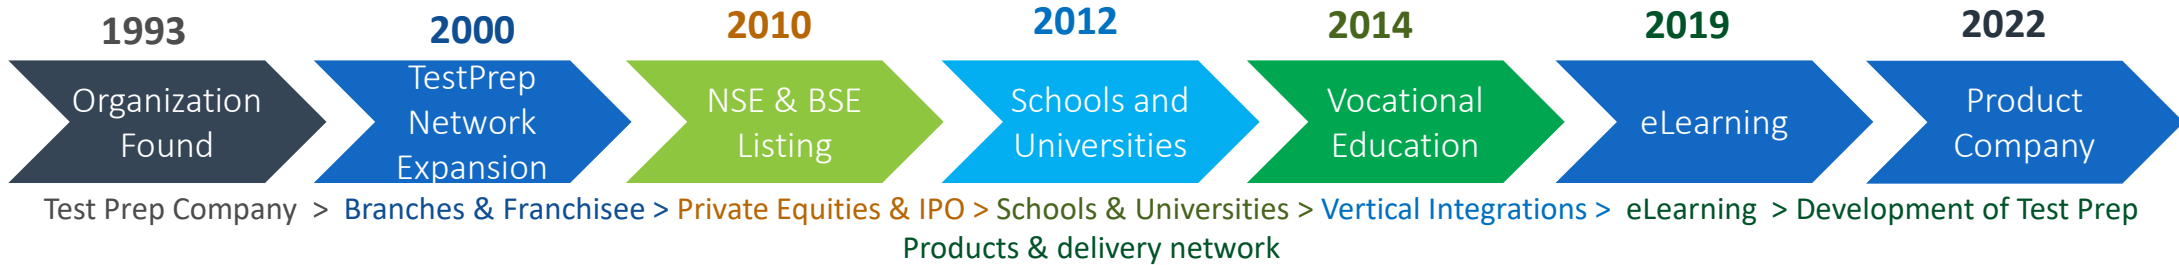 1993
2000
2010
2012
2014
2019
2022
Organization
Found
TestPrep
Network
Expansion
NSE & BSE
Listing
Schools and
Universities
Vocational
Education
eLearning
Product
Company
Test Prep Company > Branches & Franchisee > Private Equities & IPO > Schools & Universities > Vertical Integrations > eLearning > Development of Test Prep
Products & delivery network